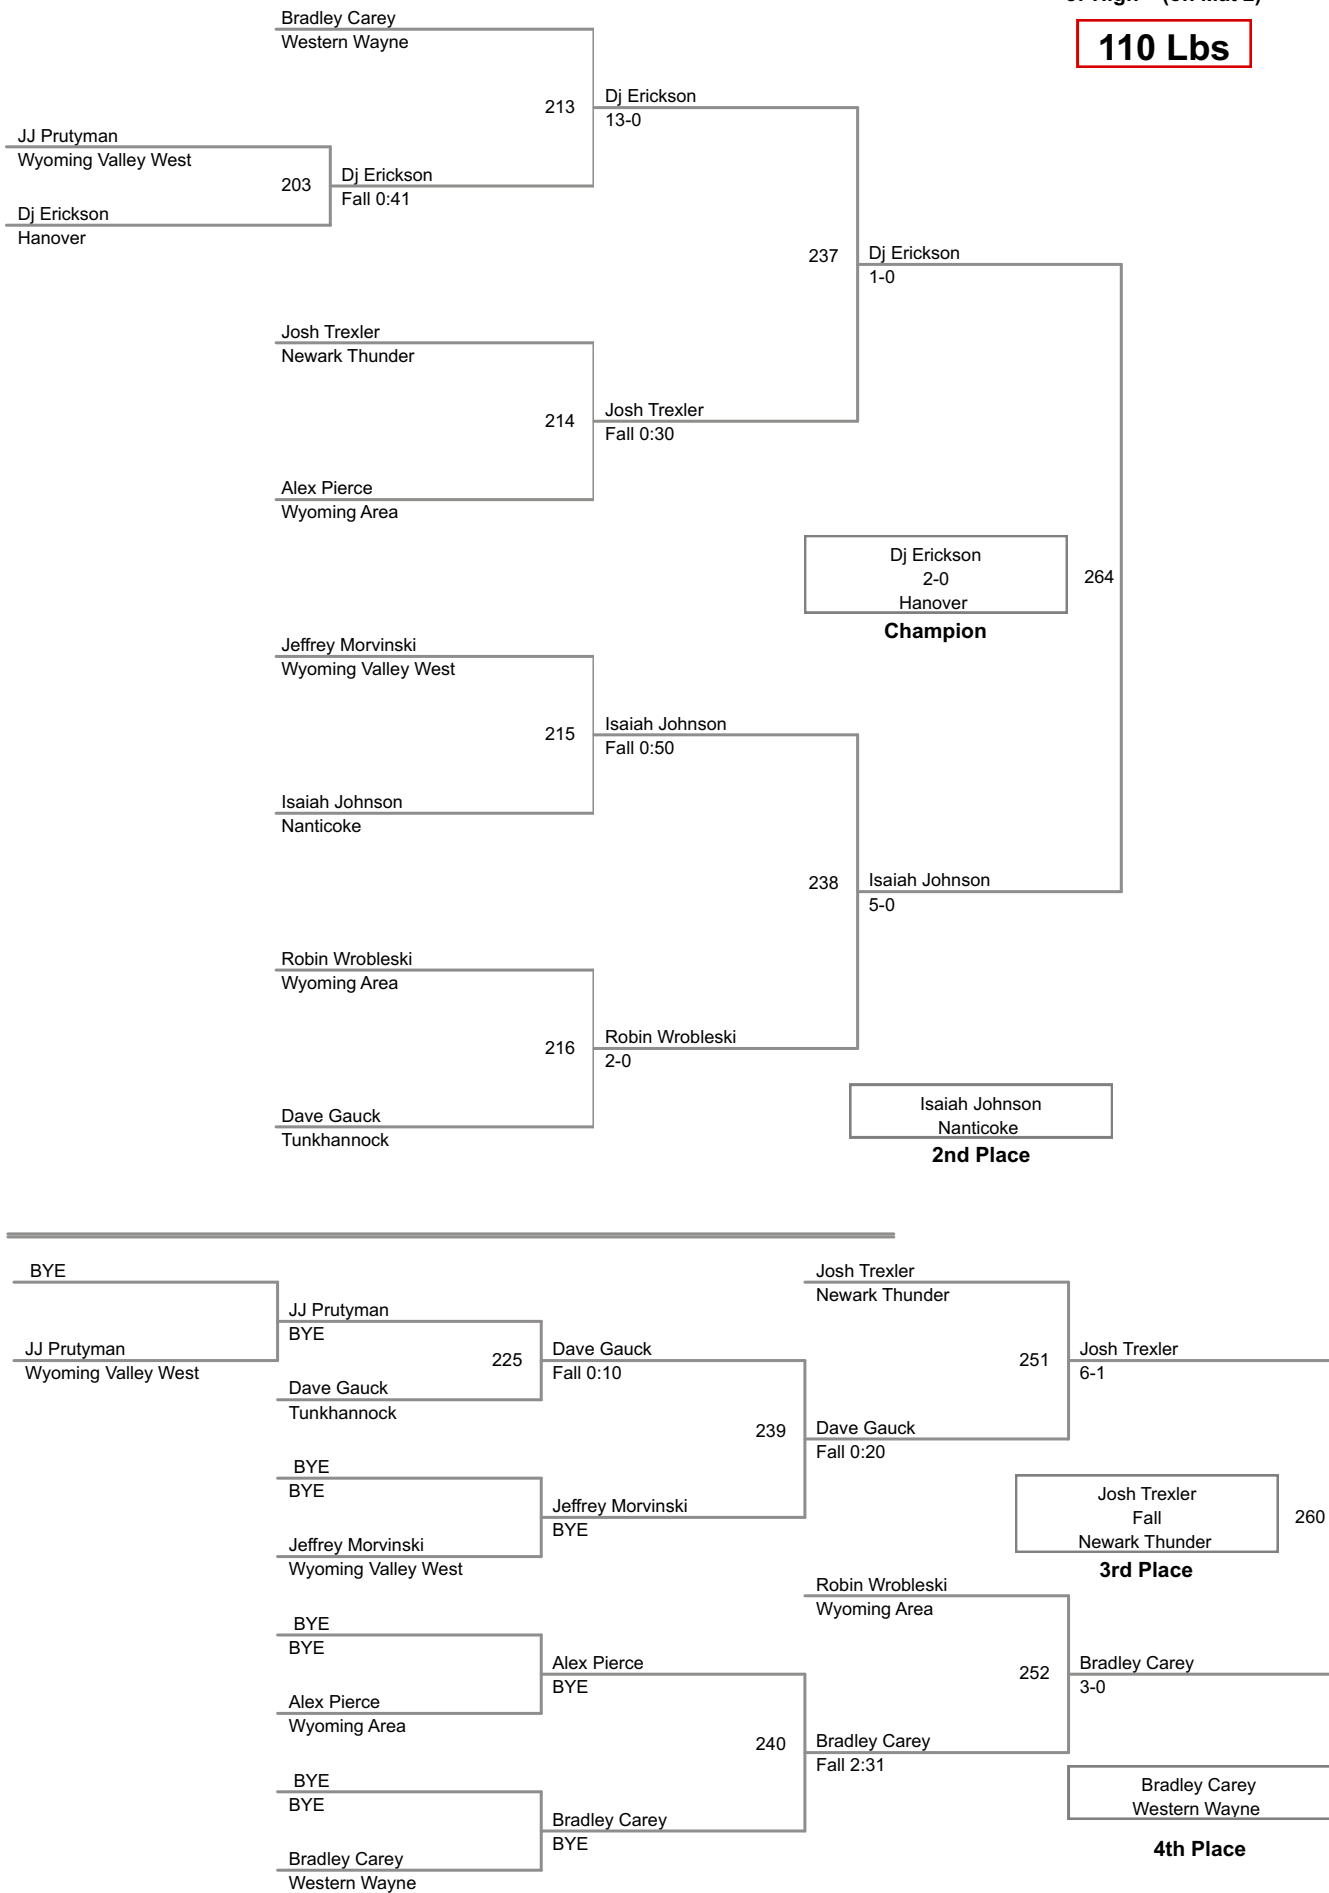 110 Lbs
Bradley Carey
Western Wayne
213
Dj Erickson
13-0
JJ Prutyman
Wyoming Valley West
203
Dj Erickson
Fall 0:41
Dj Erickson
Hanover
237
Dj Erickson
1-0
Josh Trexler
Newark Thunder
214
Josh Trexler
Fall 0:30
Alex Pierce
Wyoming Area
Dj Erickson
2-0
Hanover
264
Champion
Jeffrey Morvinski
Wyoming Valley West
215
Isaiah Johnson
Fall 0:50
Isaiah Johnson
Nanticoke
238
Isaiah Johnson
5-0
Robin Wrobleski
Wyoming Area
216
Robin Wrobleski
2-0
Dave Gauck
Tunkhannock
Isaiah Johnson
Nanticoke
2nd Place
BYE
JJ Prutyman
BYE
JJ Prutyman
Wyoming Valley West
225
Dave Gauck
Fall 0:10
Dave Gauck
Tunkhannock
Josh Trexler
Newark Thunder
251
Josh Trexler
6-1
239
Dave Gauck
Fall 0:20
BYE
BYE
Jeffrey Morvinski
BYE
Jeffrey Morvinski
Wyoming Valley West
Josh Trexler
Fall
Newark Thunder
260
3rd Place
Robin Wrobleski
Wyoming Area
BYE
BYE
Alex Pierce
BYE
252
Bradley Carey
3-0
Alex Pierce
Wyoming Area
240
Bradley Carey
Fall 2:31
BYE
BYE
Bradley Carey
BYE
Bradley Carey
Western Wayne
Bradley Carey
Western Wayne
4th Place